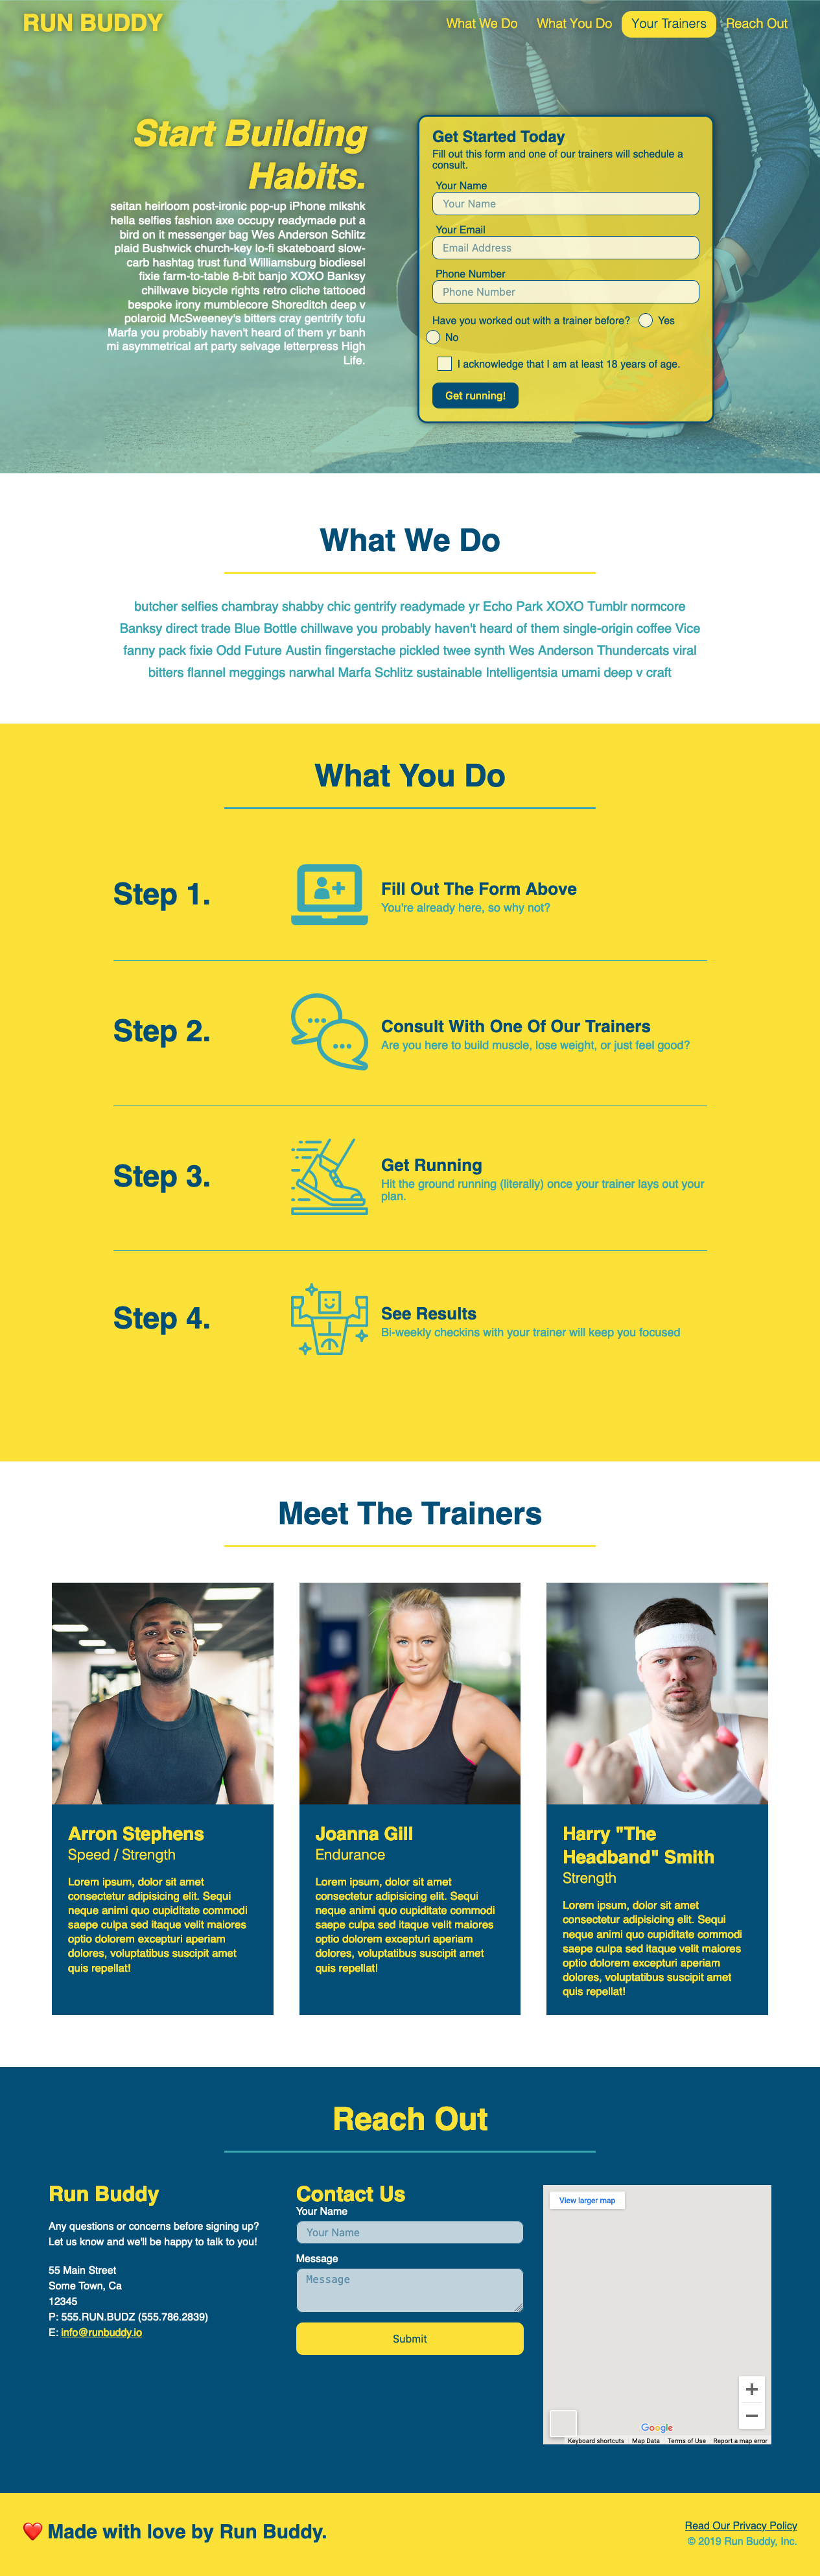 RUN BUDDY
What We Do
What You Do
Your Trainers
Reach Out
Start Building
Habits.
seitan heirloom post-ironic pop-up iPhone mlkshk
hella selfies fashion axe occupy readymade put a
bird on it messenger bag Wes Anderson Schlitz
plaid Bushwick church-key lo-fi skateboard slow-
carb hashtag trust fund Williamsburg biodiesel
fixie farm-to-table 8-bit banjo XOXO Banksy
chillwave bicycle rights retro cliche tattooed
bespoke irony mumblecore Shoreditch deep v
polaroid McSweeney's bitters cray gentrify tofu
Marfa you probably haven't heard of them yr banh
mi asymmetrical art party selvage letterpress High
Life.
Get Started Today
Fill out this form and one of our trainers will schedule a
consult.
Your Name
Your Name
Your Email
Email Address
Phone Number
Phone Number
Have you worked out with a trainer before? Yes
No
I acknowledge that I am at least 18 years of age.
Get running!
What We Do
butcher selfies chambray shabby chic gentrify readymade yr Echo Park XOXO Tumblr normcore
Banksy direct trade Blue Bottle chillwave you probably haven't heard of them single-origin coffee Vice
fanny pack fixie Odd Future Austin fingerstache pickled twee synth Wes Anderson Thundercats viral
bitters flannel meggings narwhal Marfa Schlitz sustainable Intelligentsia umami deep v craft
What You Do
Step 1.
Fill Out The Form Above
You're already here, so why not?
Step 2.
Consult With One Of Our Trainers
Are you here to build muscle, lose weight, or just feel good?
Step 3.
Get Running
Hit the ground running (literally) once your trainer lays out your
plan.
Step 4.
See Results
Bi-weekly checkins with your trainer will keep you focused
Meet The Trainers
Arron Stephens
Speed / Strength
Lorem ipsum, dolor sit amet
consectetur adipisicing elit. Sequi
neque animi quo cupiditate commodi
saepe culpa sed itaque velit maiores
optio dolorem excepturi aperiam
dolores, voluptatibus suscipit amet
quis repellat!
Joanna Gill
Endurance
Lorem ipsum, dolor sit amet
consectetur adipisicing elit. Sequi
neque animi quo cupiditate commodi
saepe culpa sed itaque velit maiores
optio dolorem excepturi aperiam
dolores, voluptatibus suscipit amet
quis repellat!
Harry "The
Headband" Smith
Strength
Lorem ipsum, dolor sit amet
consectetur adipisicing elit. Sequi
neque animi quo cupiditate commodi
saepe culpa sed itaque velit maiores
optio dolorem excepturi aperiam
dolores, voluptatibus suscipit amet
quis repellat!
Reach Out
Run Buddy
Any questions or concerns before signing up?
Let us know and we'll be happy to talk to you!
55 Main Street
Some Town, Ca
12345
P: 555.RUN.BUDZ (555.786.2839)
E: info@runbuddy.io
Contact Us
Your Name
Your Name
Message
Message
Submit
View larger map
Google
Keyboard shortcuts Map Data Terms of Use Report a map error
❤️ Made with love by Run Buddy.
Read Our Privacy Policy
© 2019 Run Buddy, Inc.